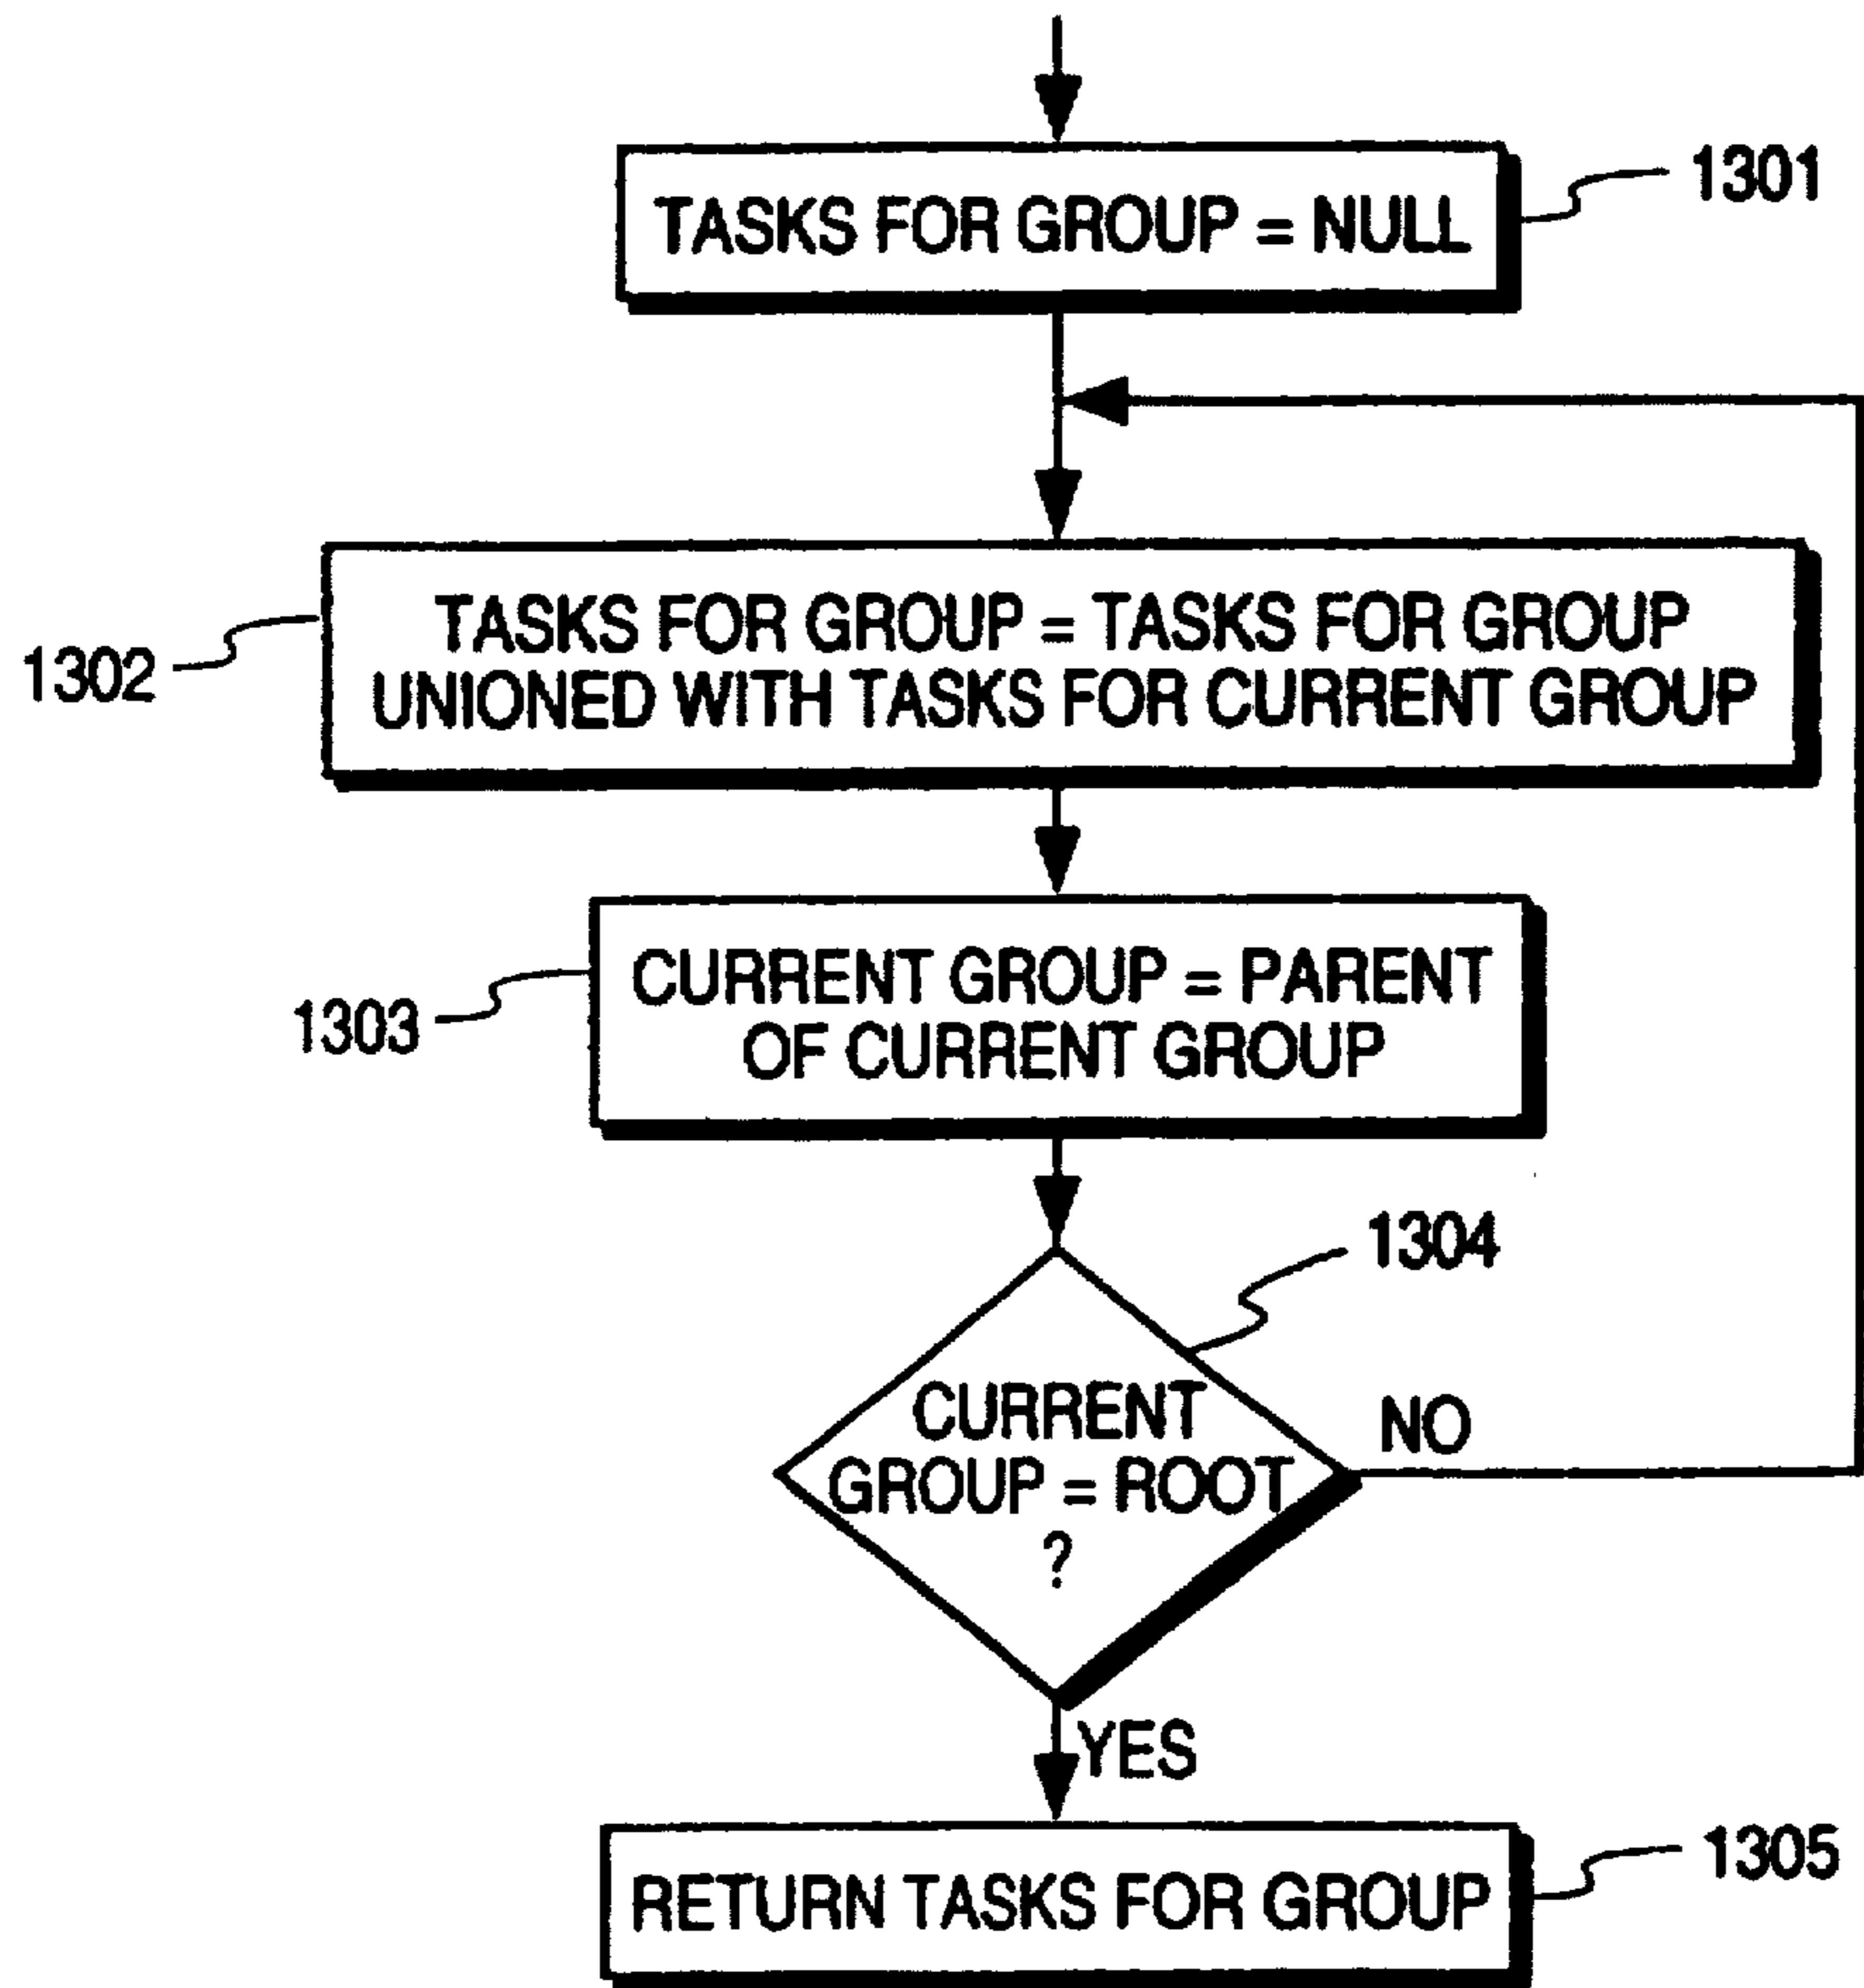 1301
TASKS FOR GROUP = NULL
1302
TASKS FOR GROUP = TASKS FOR GROUP
UNIONED WITH TASKS FOR CURRENT GROUP
1303
CURRENT GROUP = PARENT
OF CURRENT GROUP
1304
CURRENT
GROUP = ROOT
?
NO
YES
RETURN TASKS FOR GROUP
1305